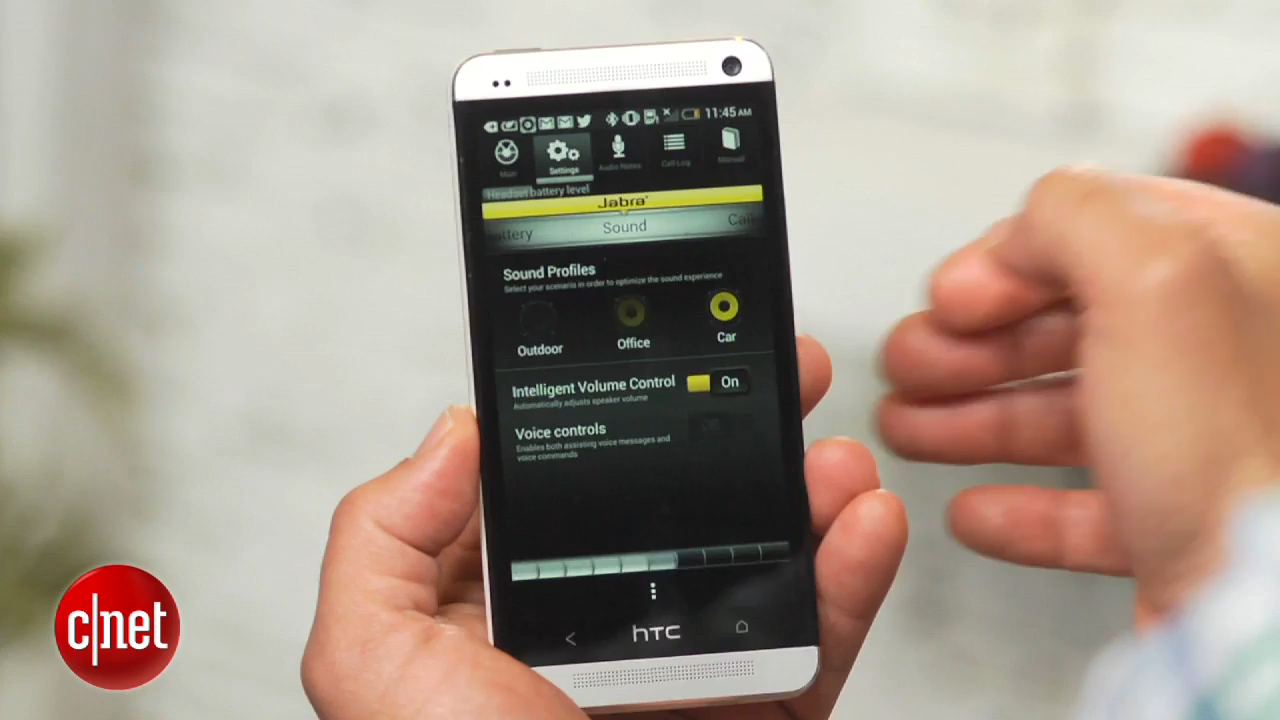 11:45 AM
Main Settings Audio Notes Call Log Manual
Headset battery level
Jabra
attery Sound Calle
Sound Profiles
Select your scenario in order to optimize the sound experience
Outdoor Office Car
Intelligent Volume Control On
Automatically adjusts speaker volume
Voice controls
Enables both assisting voice messages and
voice commands
hTC
c|net